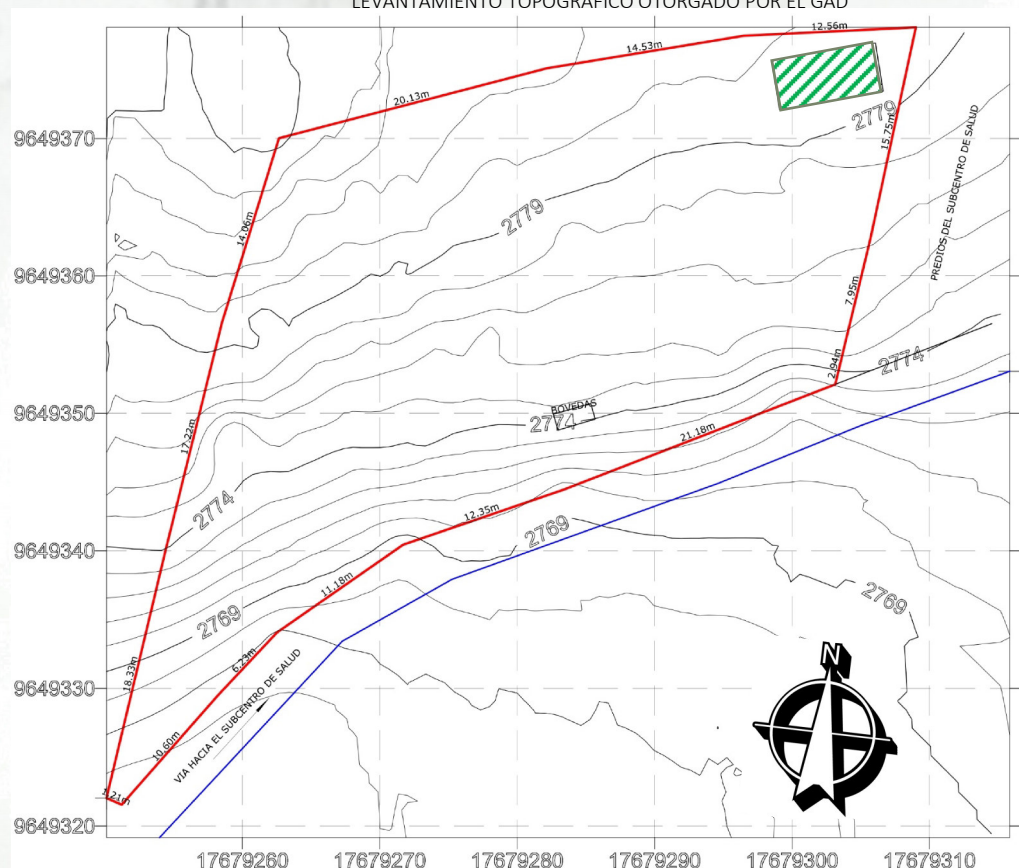 LEVANTAMIENTO TOPOGRAFICO OTORGADO POR EL GAD
12.56m
14.53m
20.13m
2779
15.75m
9649370
PREDIOS DEL SUBCENTRO DE SALUD
14.06m
2779
9649360
7.95m
2.94m
2774
BOVEDAS
9649350
2774
17.22m
21.18m
2774
12.35m
2769
9649340
11.18m
2769
2769
6.23m
18.33m
N
9649330
VIA HACIA EL SUBCENTRO DE SALUD
10.60m
1.21m
9649320
17679260
17679270
17679280
17679290
17679300
17679310